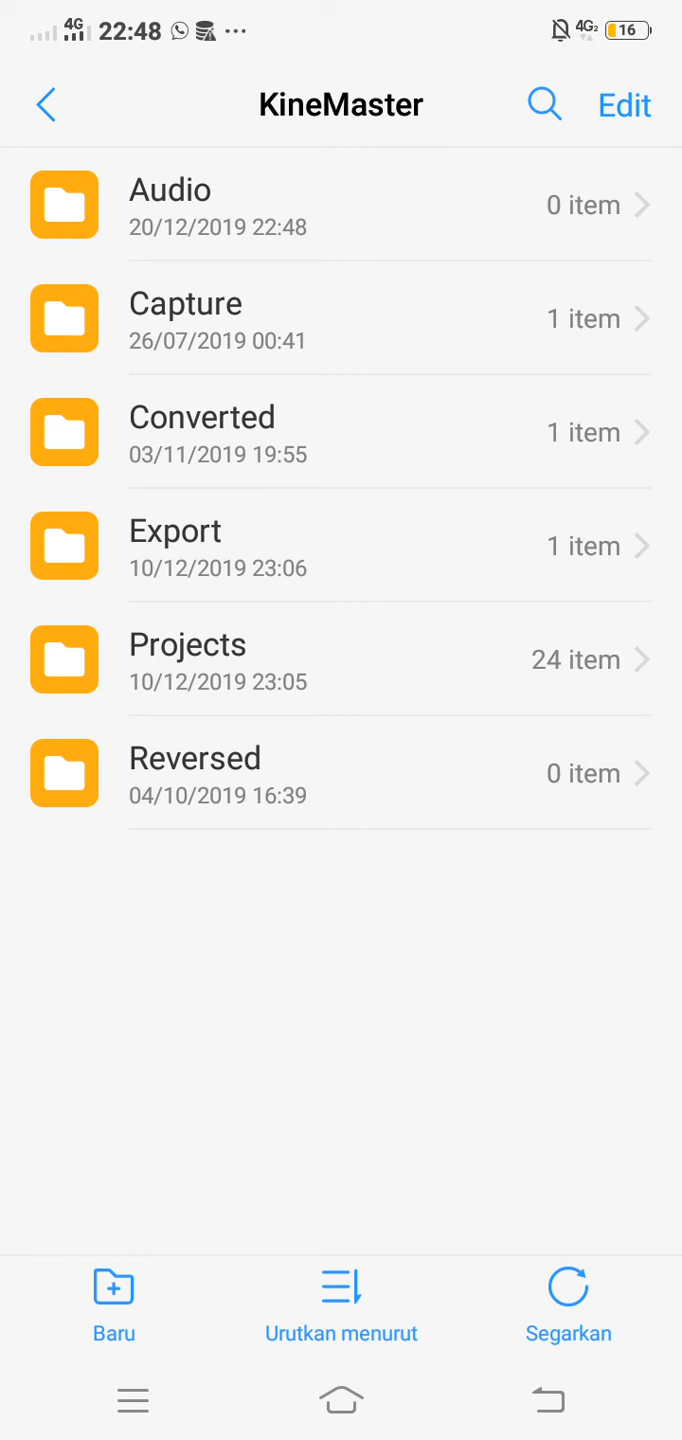 4G 22:48 ... 4G2 16
KineMaster Edit
Audio
20/12/2019 22:48
0 item
Capture
26/07/2019 00:41
1 item
Converted
03/11/2019 19:55
1 item
Export
10/12/2019 23:06
1 item
Projects
10/12/2019 23:05
24 item
Reversed
04/10/2019 16:39
0 item
Baru Urutkan menurut Segarkan